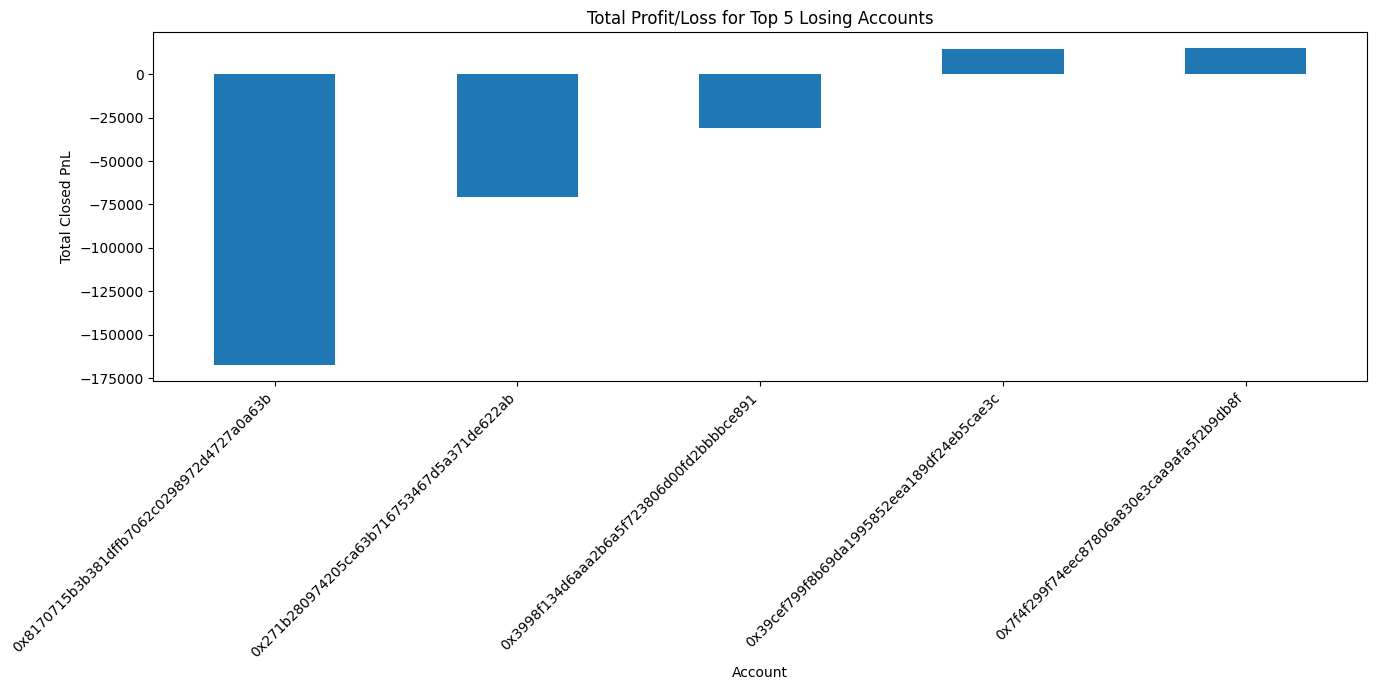 Total Profit/Loss for Top 5 Losing Accounts
Total Closed PnL
0
−25000
−50000
−75000
−100000
−125000
−150000
−175000
0x8170715b3b381dffb7062c0298972d4727a0a63b
0x271b280974205ca63b716753467d5a371de622ab
0x3998f134d6aaa2b6a5f723806d00fd2bbbbce891
0x39cef799f8b69da1995852eea189df24eb5cae3c
0x7f4f299f74eec87806a830e3caa9afa5f2b9db8f
Account